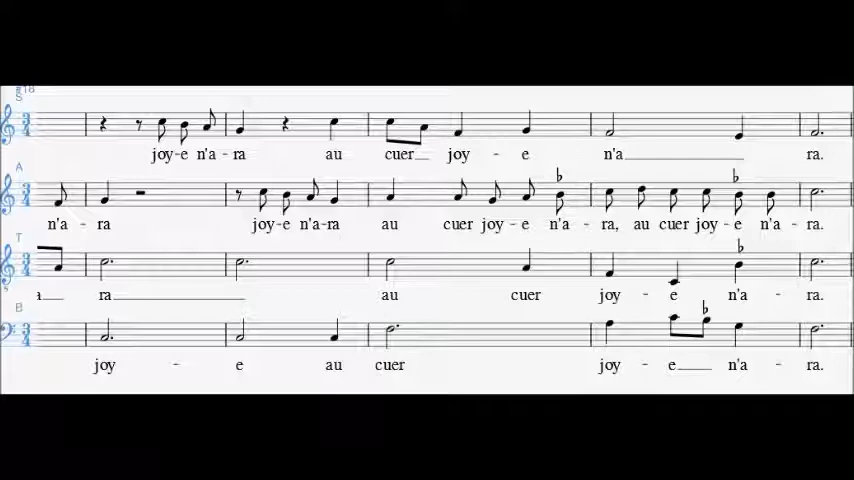 #18
S
joy-e n'a-ra au cuer joy - e n'a ra.
A
n'a - ra joy-e n'a-ra au cuer joy - e n'a - ra, au cuer joy - e n'a - ra.
T
a ra au cuer joy - e n'a - ra.
B
joy - e au cuer joy - e n'a - ra.